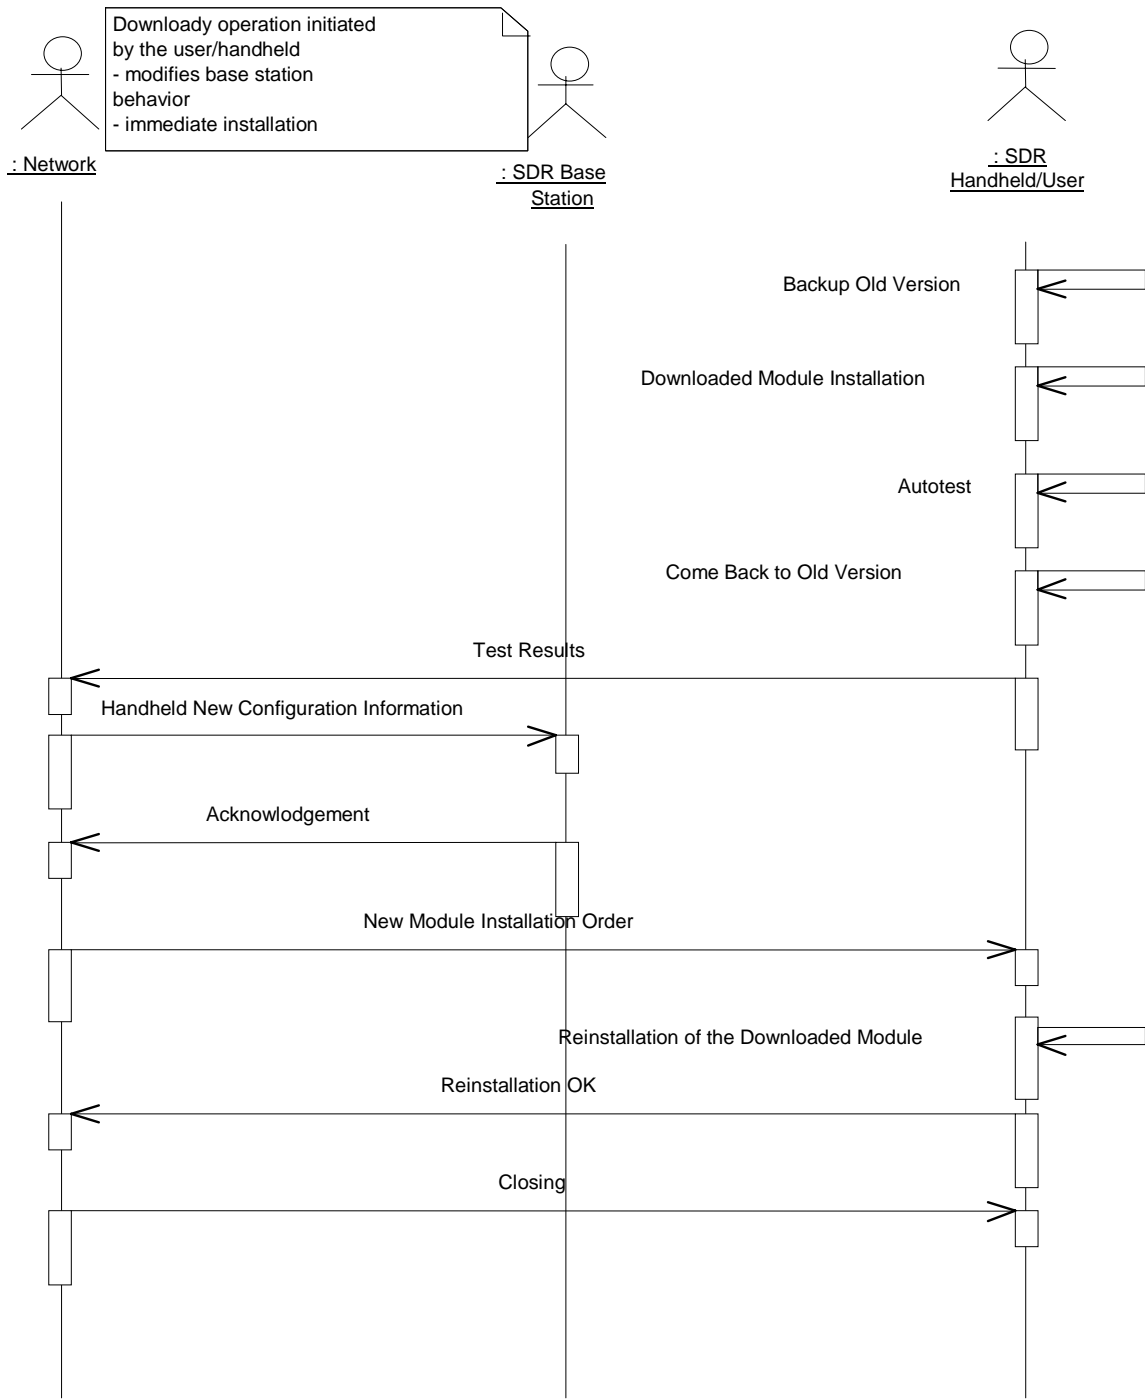 Downloady operation initiated
by the user/handheld
- modifies base station
behavior
- immediate installation
: Network
: SDR Base
Station
: SDR
Handheld/User
Backup Old Version
Downloaded Module Installation
Autotest
Come Back to Old Version
Test Results
Handheld New Configuration Information
Acknowlodgement
New Module Installation Order
Reinstallation of the Downloaded Module
Reinstallation OK
Closing